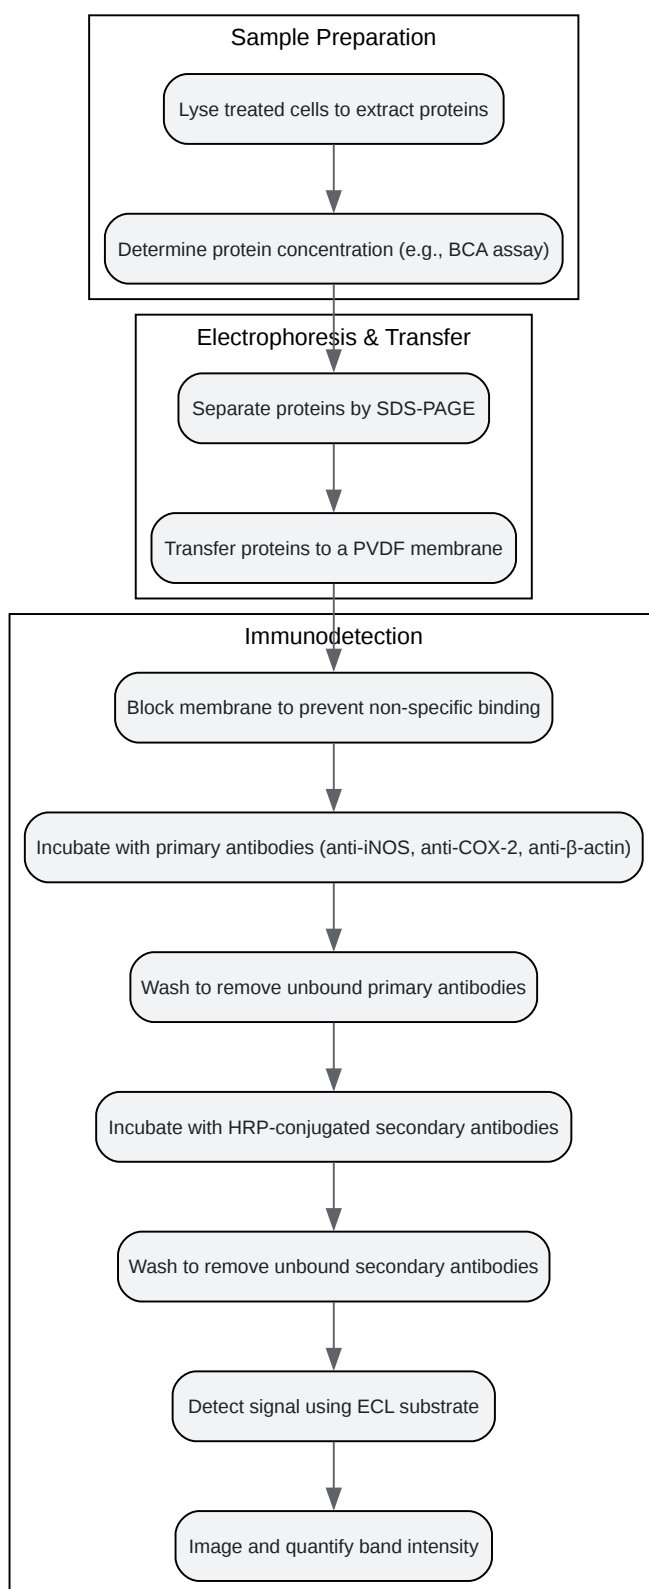 Sample Preparation
Lyse treated cells to extract proteins
Determine protein concentration (e.g., BCA assay)
Electrophoresis & Transfer
Separate proteins by SDS-PAGE
Transfer proteins to a PVDF membrane
Immunodetection
Block membrane to prevent non-specific binding
Incubate with primary antibodies (anti-iNOS, anti-COX-2, anti-β-actin)
Wash to remove unbound primary antibodies
Incubate with HRP-conjugated secondary antibodies
Wash to remove unbound secondary antibodies
Detect signal using ECL substrate
Image and quantify band intensity